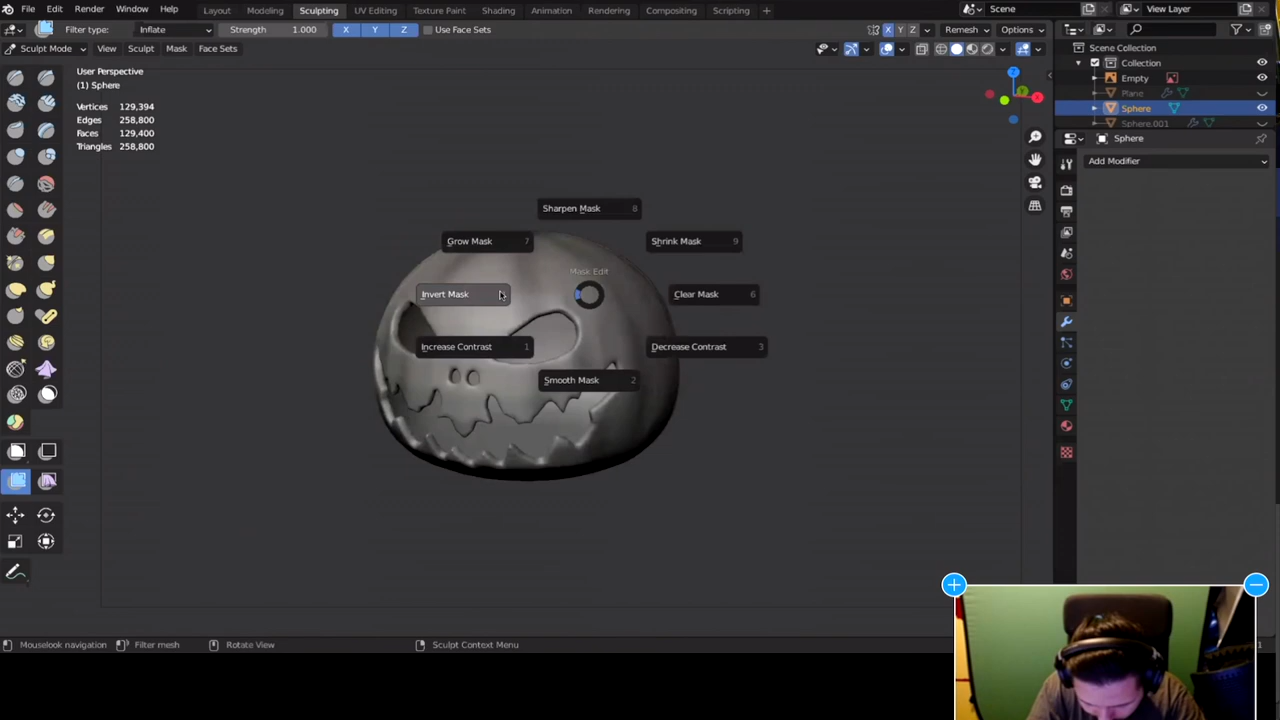 File Edit Render Window Help Layout Modeling Sculpting UV Editing Texture Paint Shading Animation Rendering Compositing Scripting + Scene View Layer
Filter type: Inflate Strength 1.000 X Y Z Use Face Sets X Y Z Remesh Options
Sculpt Mode View Sculpt Mask Face Sets
Scene Collection
Collection
Empty
Plane
Sphere
Sphere.001
Sphere
Add Modifier
User Perspective
(1) Sphere
Vertices 129,394
Edges 258,800
Faces 129,400
Triangles 258,800
Z
X
Y
Sharpen Mask 8
Grow Mask 7
Shrink Mask 9
Mask Edit
Invert Mask
Clear Mask 6
Increase Contrast 1
Decrease Contrast 3
Smooth Mask 2
Mouselook navigation Filter mesh Rotate View Sculpt Context Menu